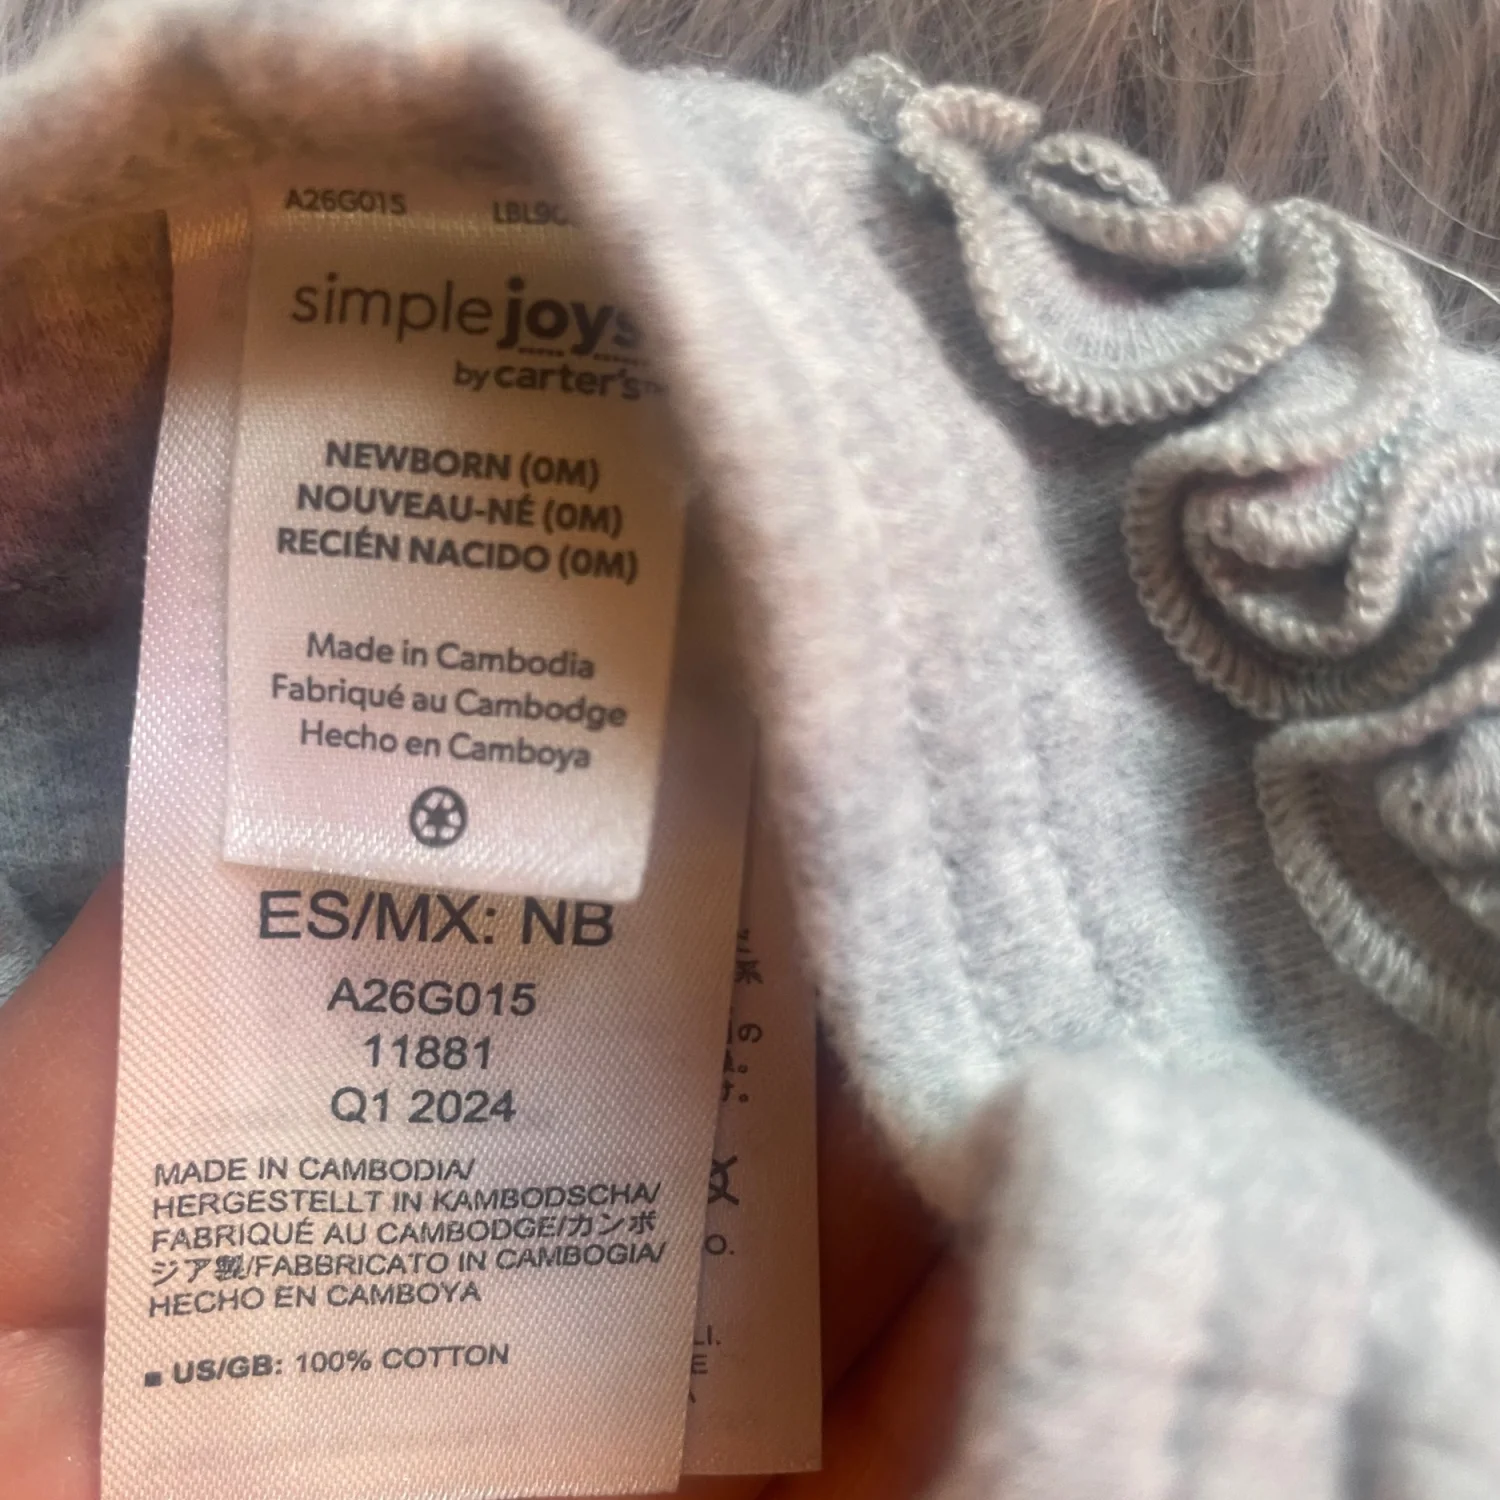 A26G015
simple joys
by carter's™
NEWBORN (0M)
NOUVEAU-NÉ (0M)
RECIÉN NACIDO (0M)
Made in Cambodia
Fabriqué au Cambodge
Hecho en Camboya
ES/MX: NB
A26G015
11881
Q1 2024
MADE IN CAMBODIA/
HERGESTELLT IN KAMBODSCHA/
FABRIQUÉ AU CAMBODGE/カンボ
ジア製/FABBRICATO IN CAMBOGIA/
HECHO EN CAMBOYA
■ US/GB: 100% COTTON